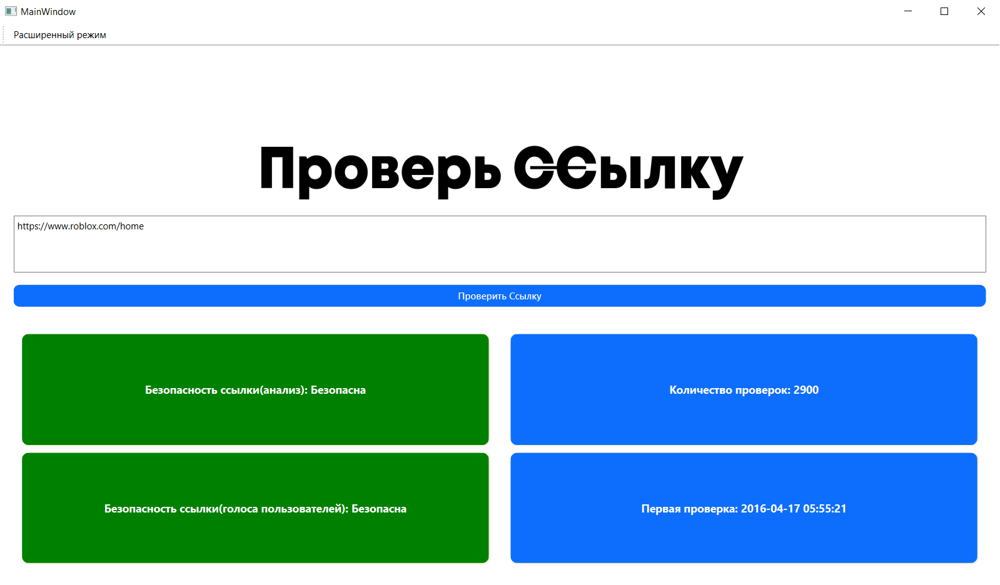 MainWindow
Расширенный режим
Проверь ССылку
https://www.roblox.com/home
Проверить Ссылку
Безопасность ссылки(анализ): Безопасна
Количество проверок: 2900
Безопасность ссылки(голоса пользователей): Безопасна
Первая проверка: 2016-04-17 05:55:21